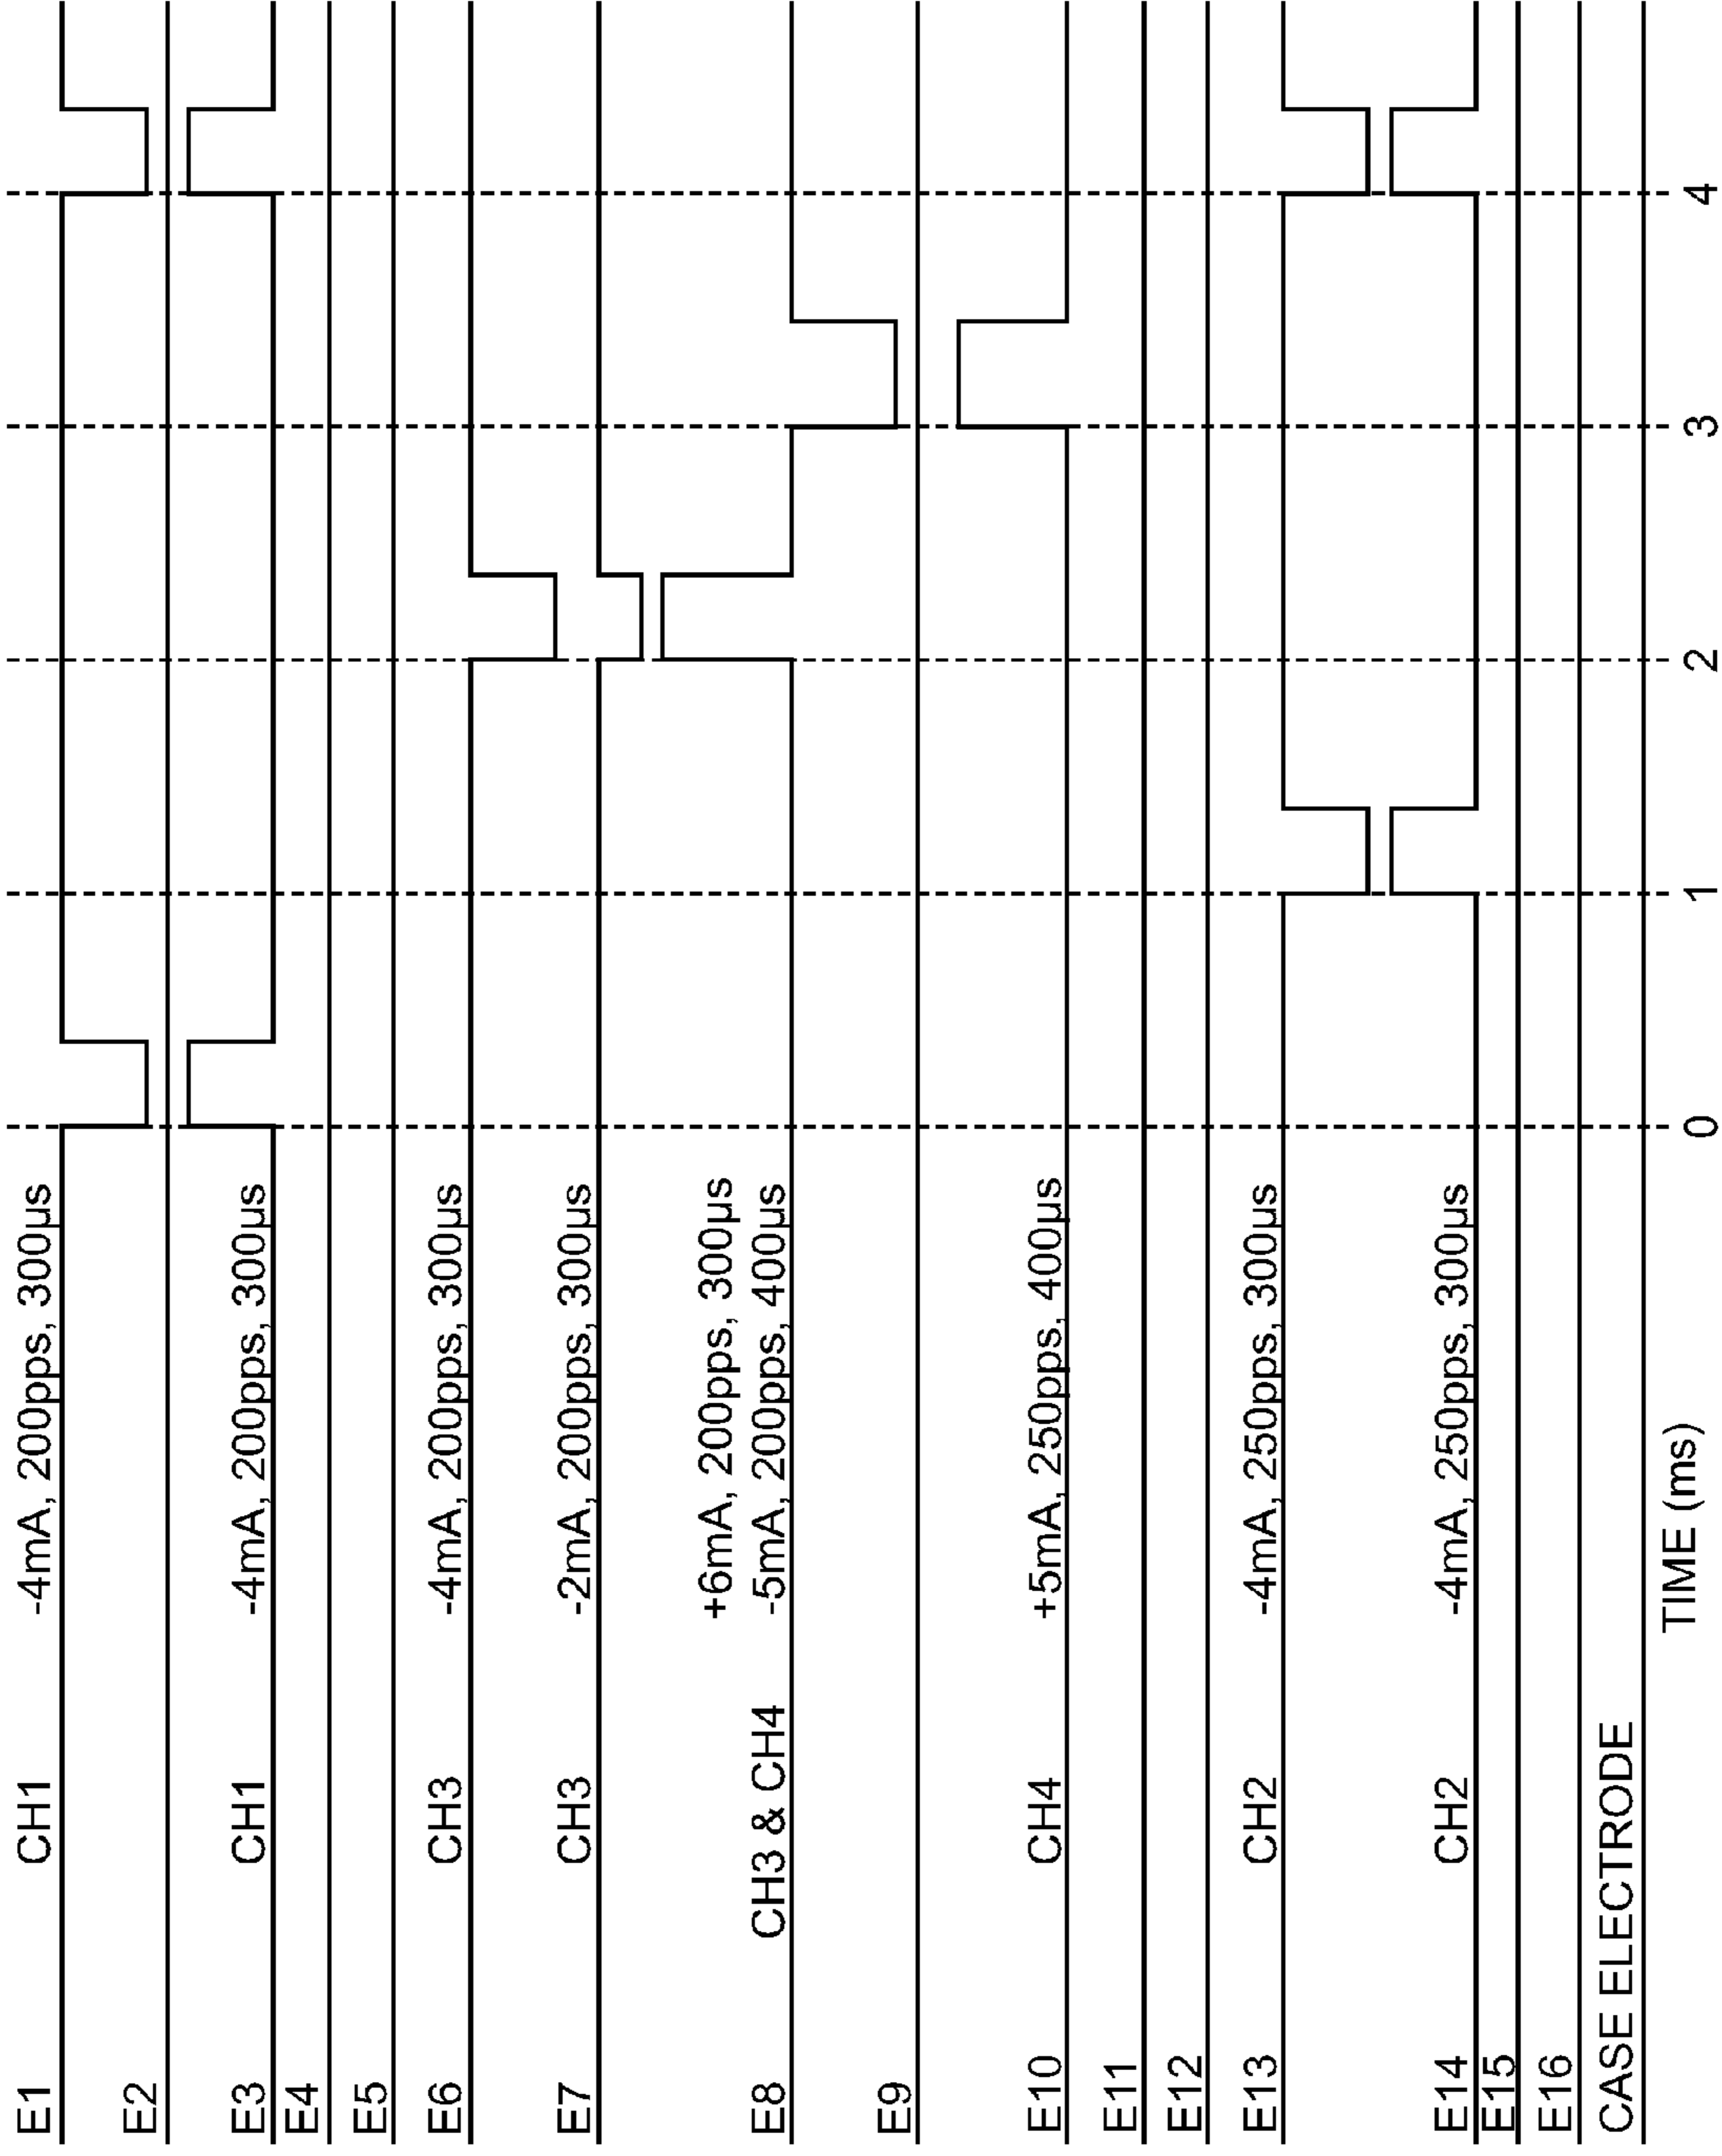 E1 CH1 -4mA, 200pps, 300µs
E2
E3 CH1 -4mA, 200pps, 300µs
E4
E5
E6 CH3 -4mA, 200pps, 300µs
E7 CH3 -2mA, 200pps, 300µs
+6mA, 200pps, 300µs
E8 CH3 & CH4 -5mA, 200pps, 400µs
E9
E10 CH4 +5mA, 250pps, 400µs
E11
E12
E13 CH2 -4mA, 250pps, 300µs
E14 CH2 -4mA, 250pps, 300µs
E15
E16
CASE ELECTRODE
TIME (ms) 0 1 2 3 4